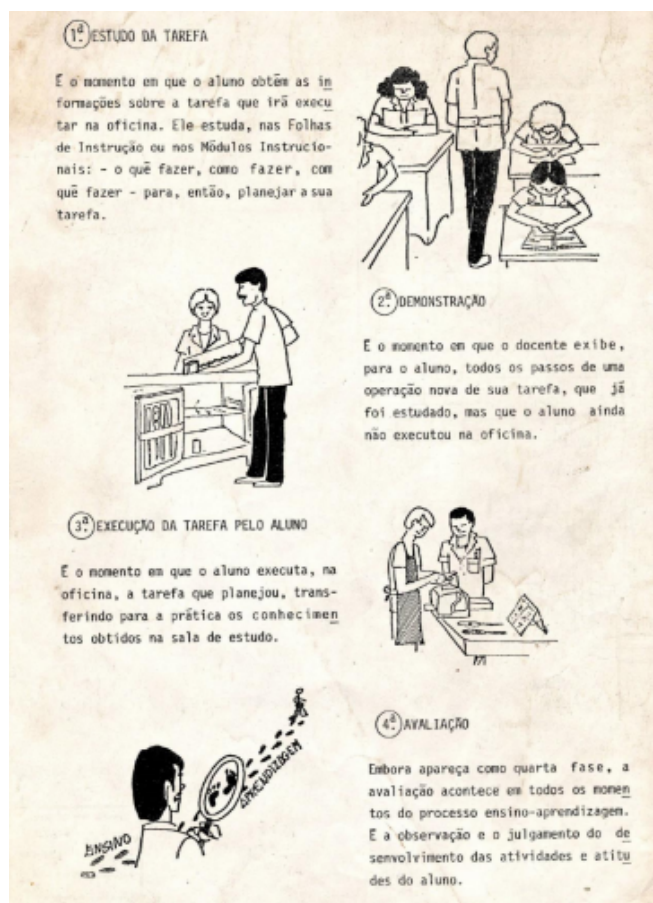 1ª ESTUDO DA TAREFA
É o momento em que o aluno obtém as in
formações sobre a tarefa que irá execu
tar na oficina. Ele estuda, nas Folhas
de Instrução ou nos Módulos Instrucio-
nais: - o quê fazer, como fazer, com
quê fazer - para, então, planejar a sua
tarefa.
2ª DEMONSTRAÇÃO
É o momento em que o docente exibe,
para o aluno, todos os passos de uma
operação nova de sua tarefa, que já
foi estudado, mas que o aluno ainda
não executou na oficina.
3ª EXECUÇÃO DA TAREFA PELO ALUNO
É o momento em que o aluno executa, na
oficina, a tarefa que planejou, trans-
ferindo para a prática os conhecimen
tos obtidos na sala de estudo.
ENSINO
APRENDIZAGEM
4ª AVALIAÇÃO
Embora apareça como quarta fase, a
avaliação acontece em todos os momen
tos do processo ensino-aprendizagem.
É a observação e o julgamento do de
senvolvimento das atividades e atitu
des do aluno.